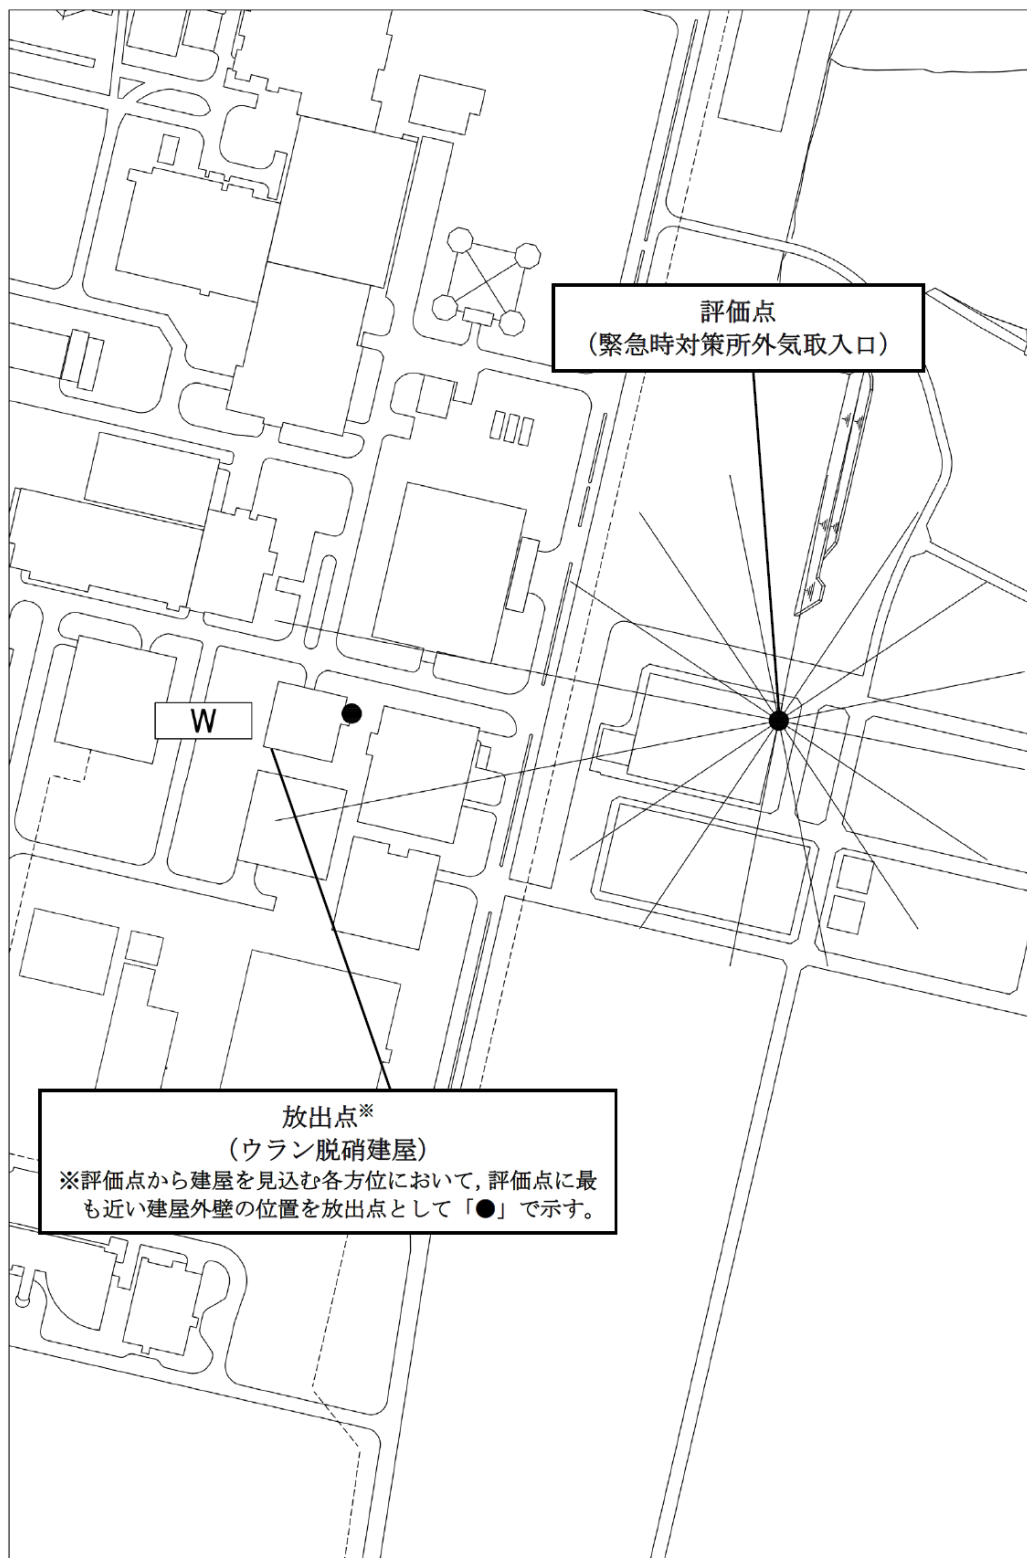 評価点
（緊急時対策所外気取入口）
W
放出点※
（ウラン脱硝建屋）
※評価点から建屋を見込む各方位において，評価点に最
も近い建屋外壁の位置を放出点として「●」で示す。